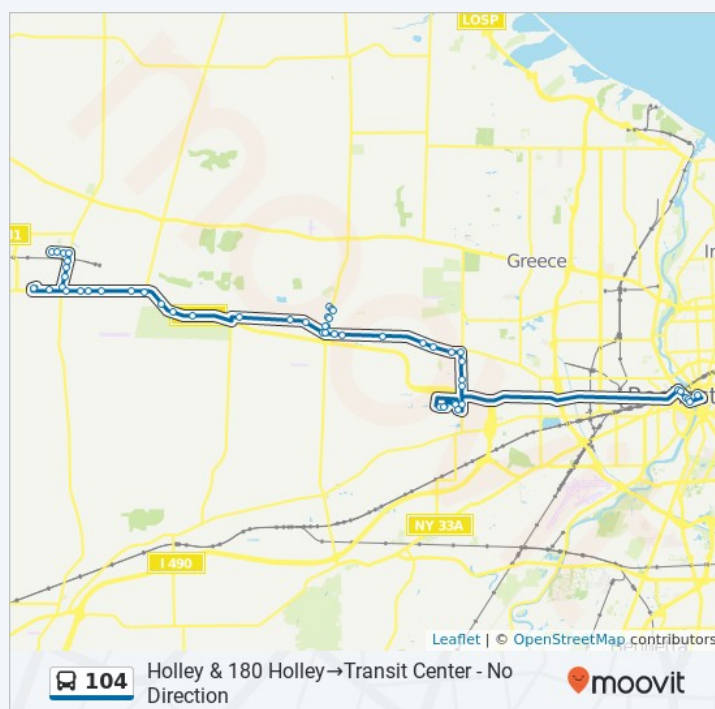 LOSP
Greece
NY 33A
I 490
Leaflet | © OpenStreetMap contributors
104 Holley & 180 Holley→Transit Center - No
Direction
moovit